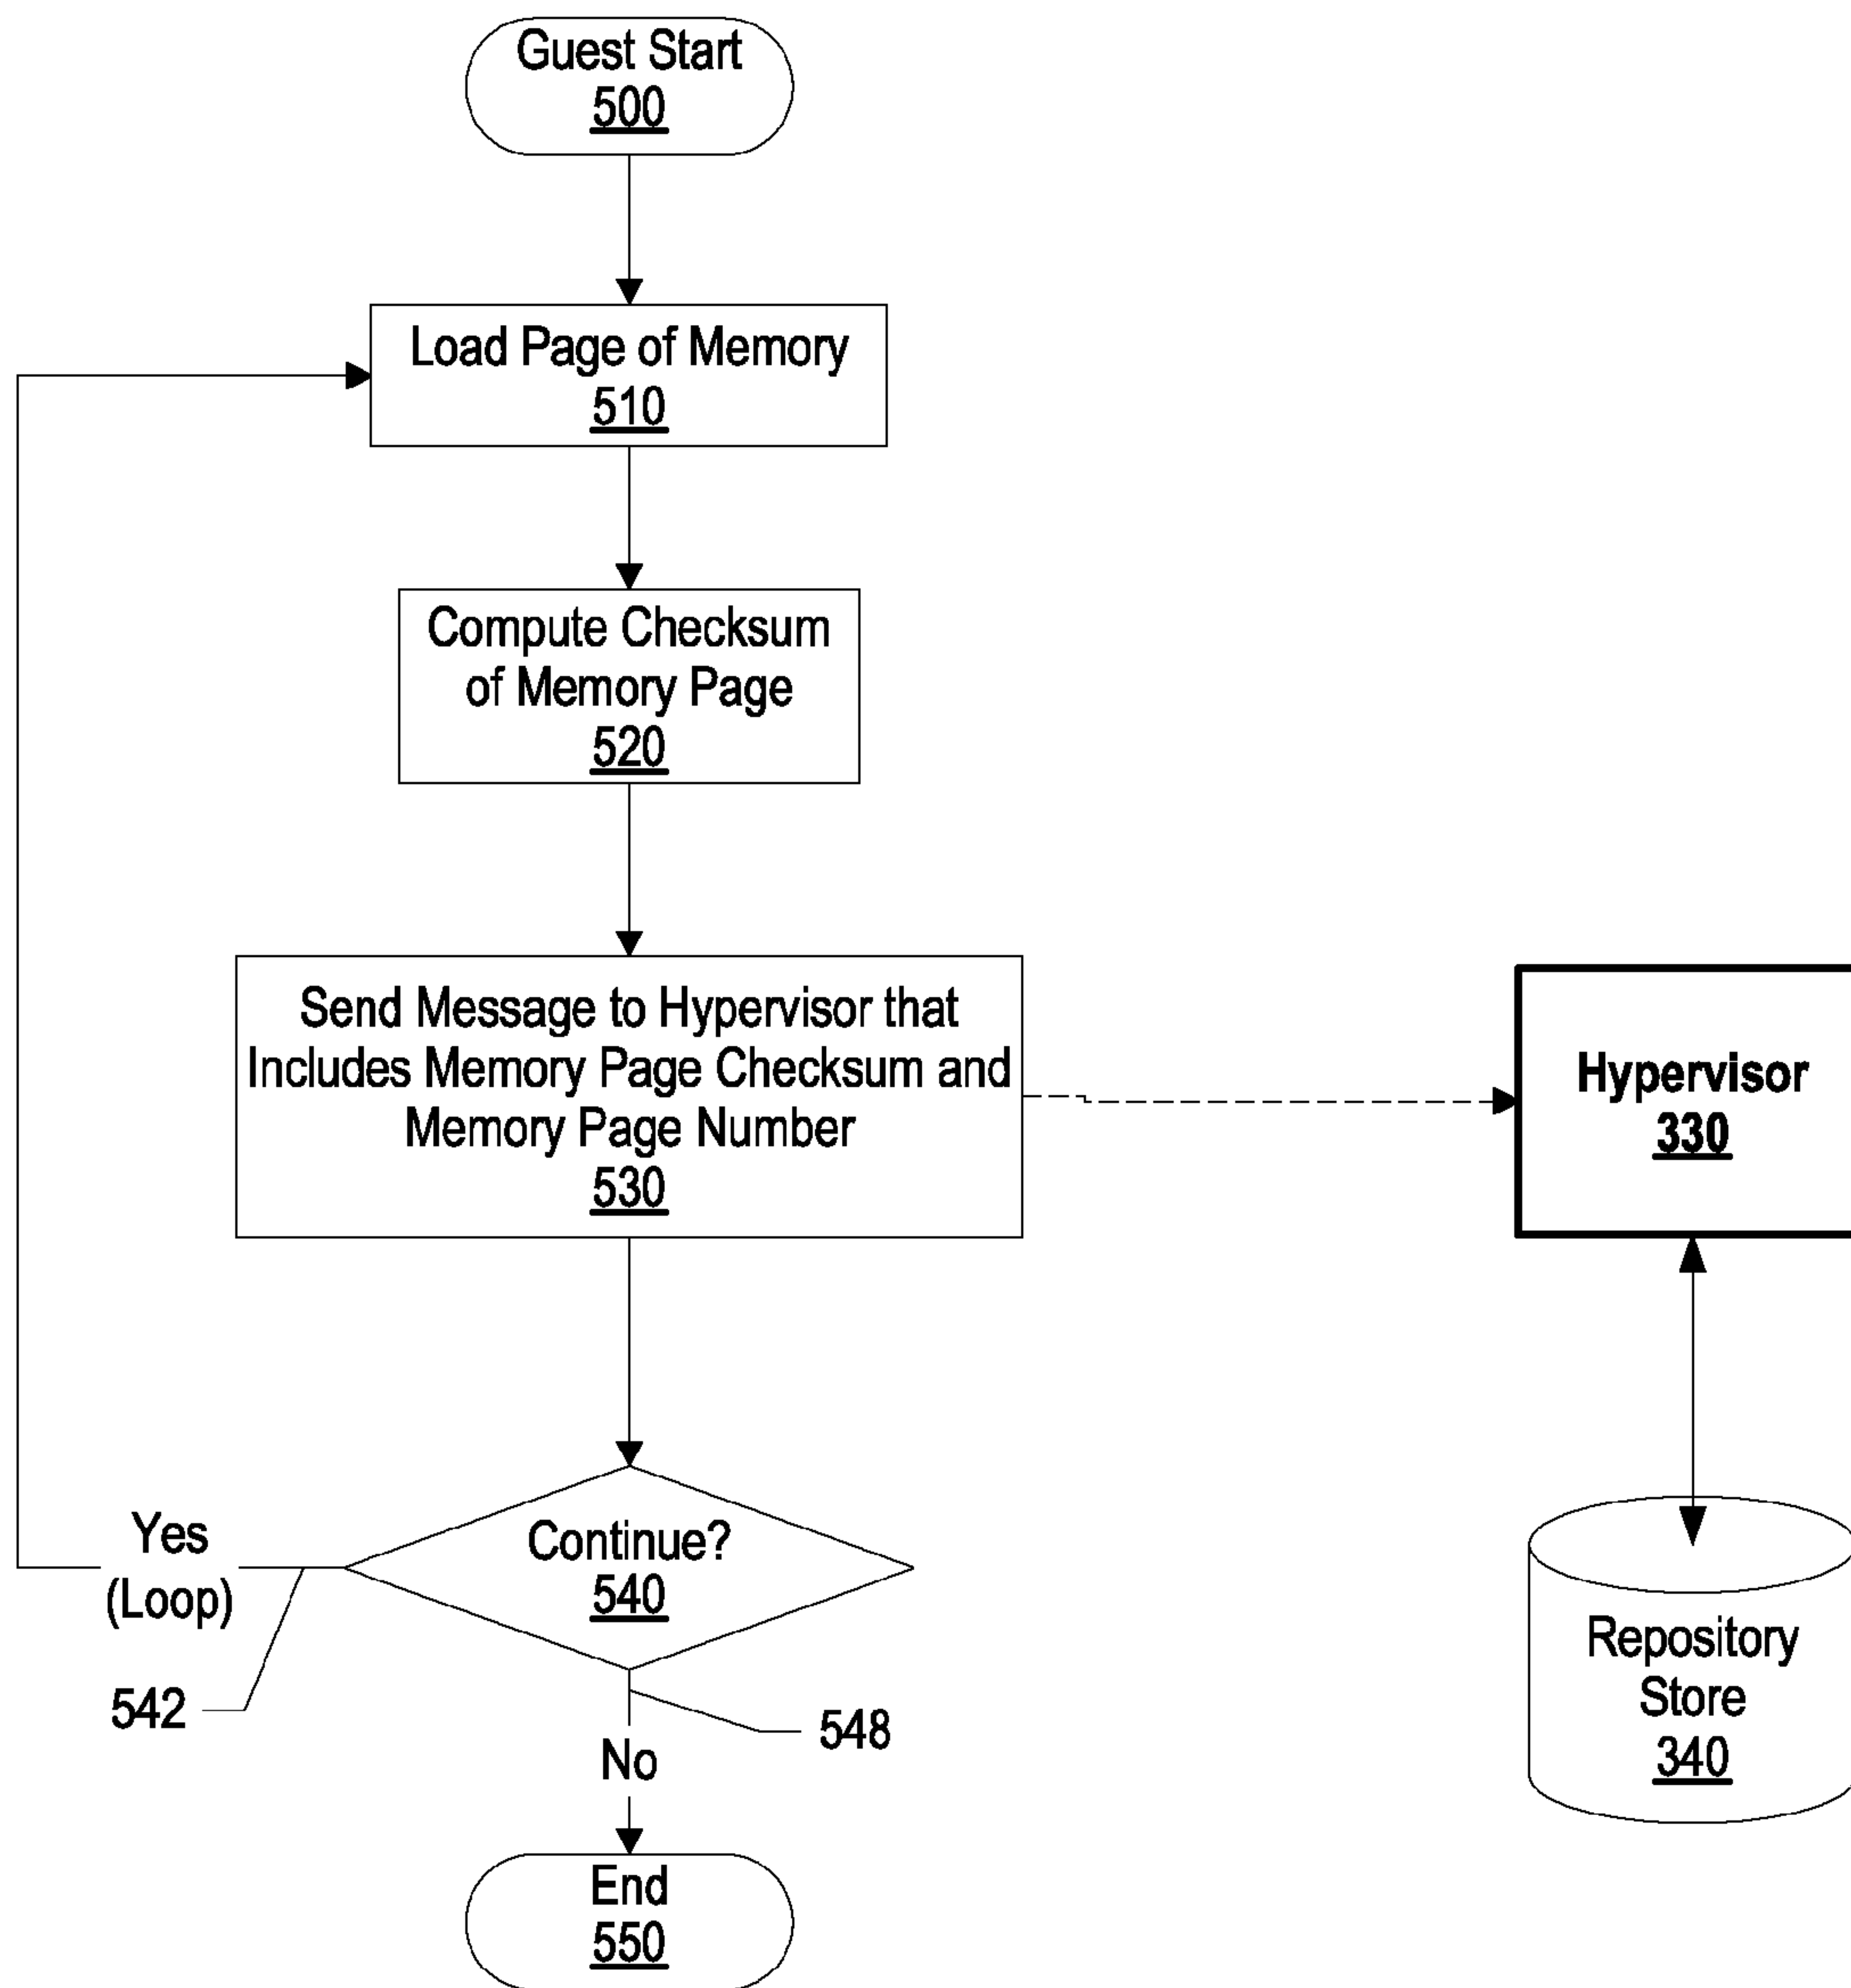 Guest Start
500
Load Page of Memory
510
Compute Checksum
of Memory Page
520
Send Message to Hypervisor that
Includes Memory Page Checksum and
Memory Page Number
530
Hypervisor
330
Continue?
540
Yes
(Loop)
542
548
No
Repository
Store
340
End
550